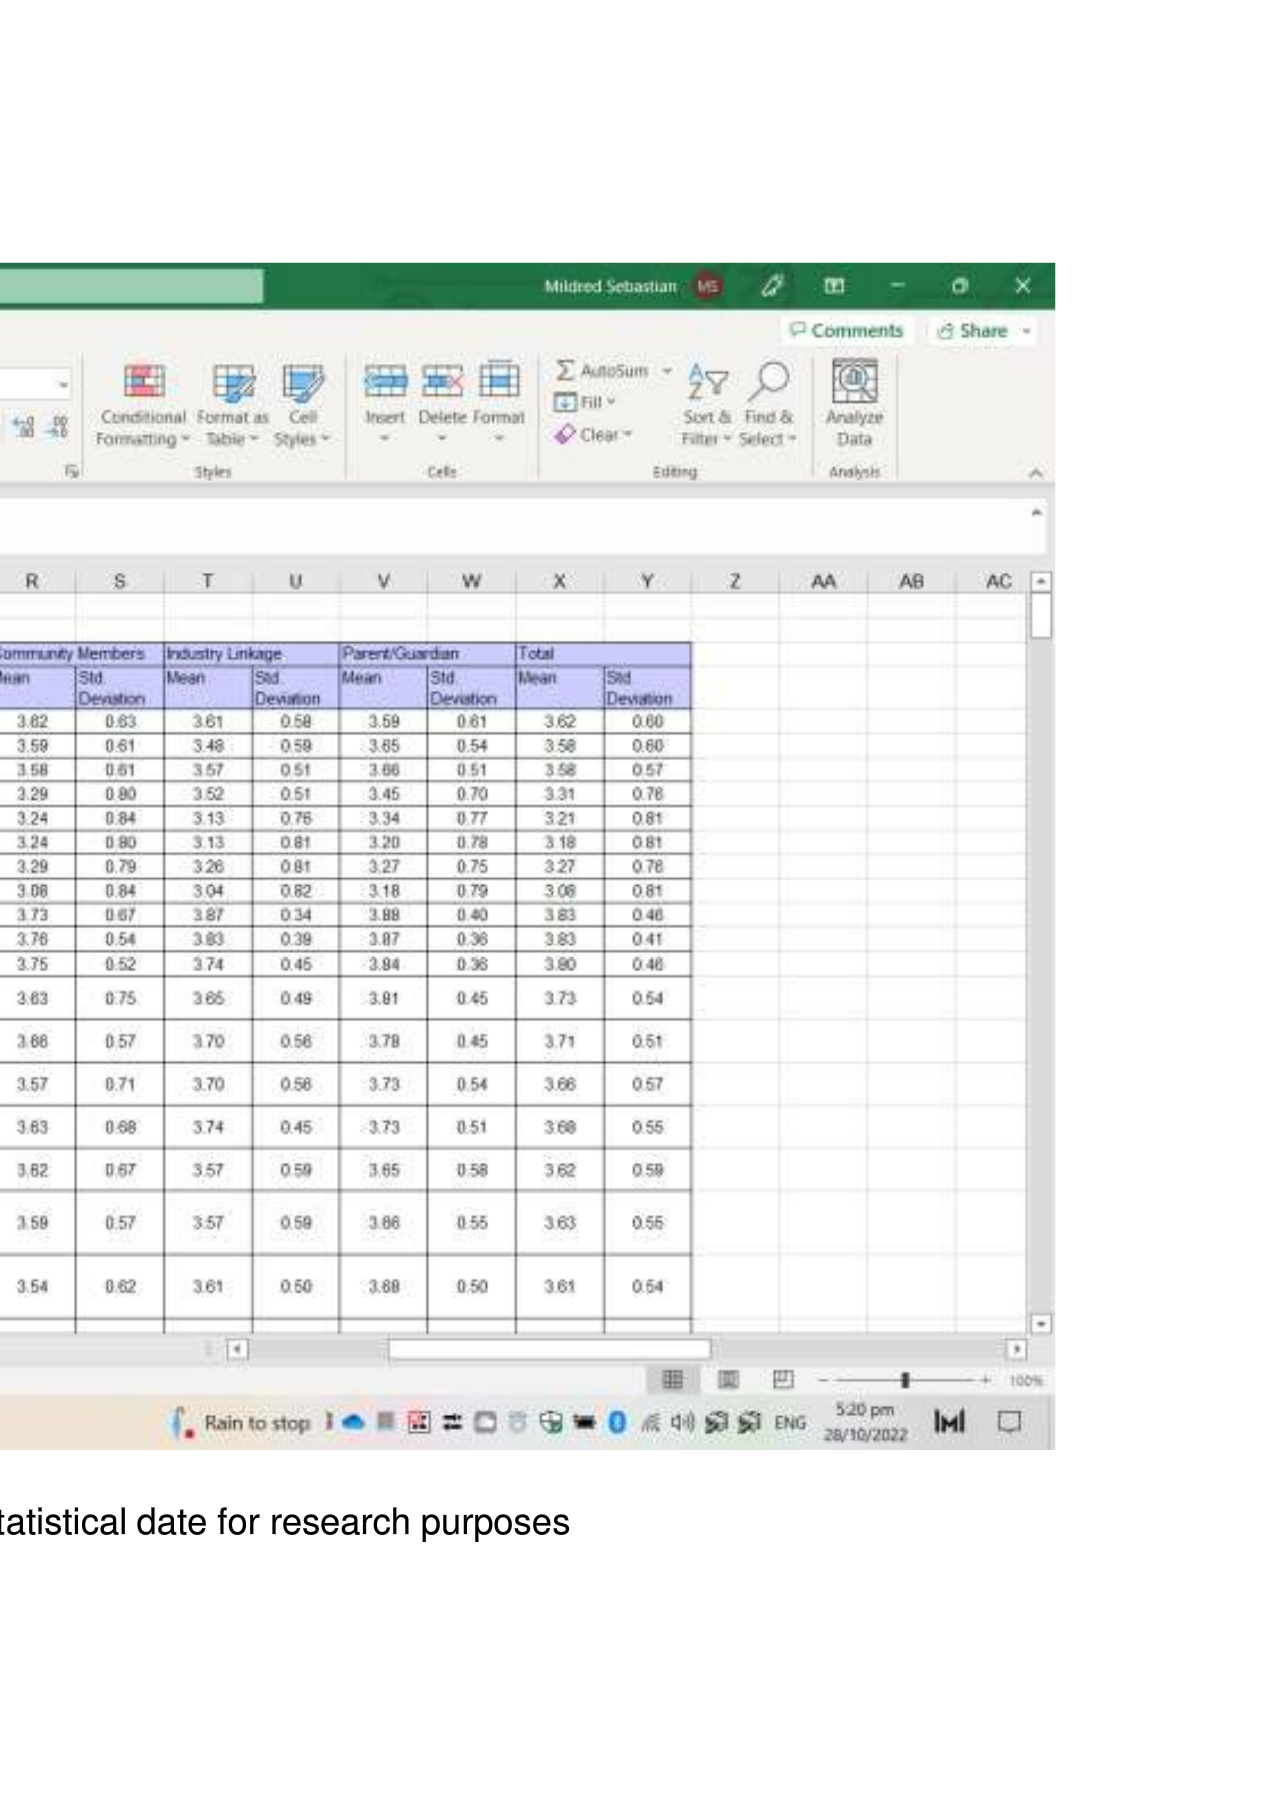 Mildred Sebastian MS
Comments Share
Conditional Format as Cell Insert Delete Format AutoSum Fill Clear Sort & Find & Analyze
Formatting Table Styles Filter Select Data
Styles Cells Editing Analysis
R S T U V W X Y Z AA AB AC
Community Members Industry Linkage Parent/Guardian Total
Mean Std. Mean Std. Mean Std. Mean Std.
Deviation Deviation Deviation Deviation
3.62 0.63 3.61 0.58 3.59 0.61 3.62 0.60
3.59 0.61 3.48 0.59 3.65 0.54 3.58 0.60
3.58 0.61 3.57 0.51 3.66 0.51 3.58 0.57
3.29 0.80 3.52 0.51 3.45 0.70 3.31 0.76
3.24 0.84 3.13 0.76 3.34 0.77 3.21 0.81
3.24 0.80 3.13 0.81 3.20 0.78 3.18 0.81
3.29 0.79 3.26 0.81 3.27 0.75 3.27 0.76
3.08 0.84 3.04 0.82 3.18 0.79 3.08 0.81
3.73 0.67 3.87 0.34 3.88 0.40 3.83 0.46
3.76 0.54 3.83 0.39 3.87 0.36 3.83 0.41
3.75 0.52 3.74 0.45 3.84 0.36 3.80 0.46
3.63 0.75 3.65 0.49 3.81 0.45 3.73 0.54
3.66 0.57 3.70 0.56 3.78 0.45 3.71 0.51
3.57 0.71 3.70 0.56 3.73 0.54 3.66 0.57
3.63 0.68 3.74 0.45 3.73 0.51 3.68 0.55
3.62 0.67 3.57 0.59 3.65 0.58 3.62 0.59
3.59 0.57 3.57 0.59 3.66 0.55 3.63 0.55
3.54 0.62 3.61 0.50 3.68 0.50 3.61 0.54
100%
Rain to stop ENG 5:20 pm
28/10/2022
tatistical date for research purposes